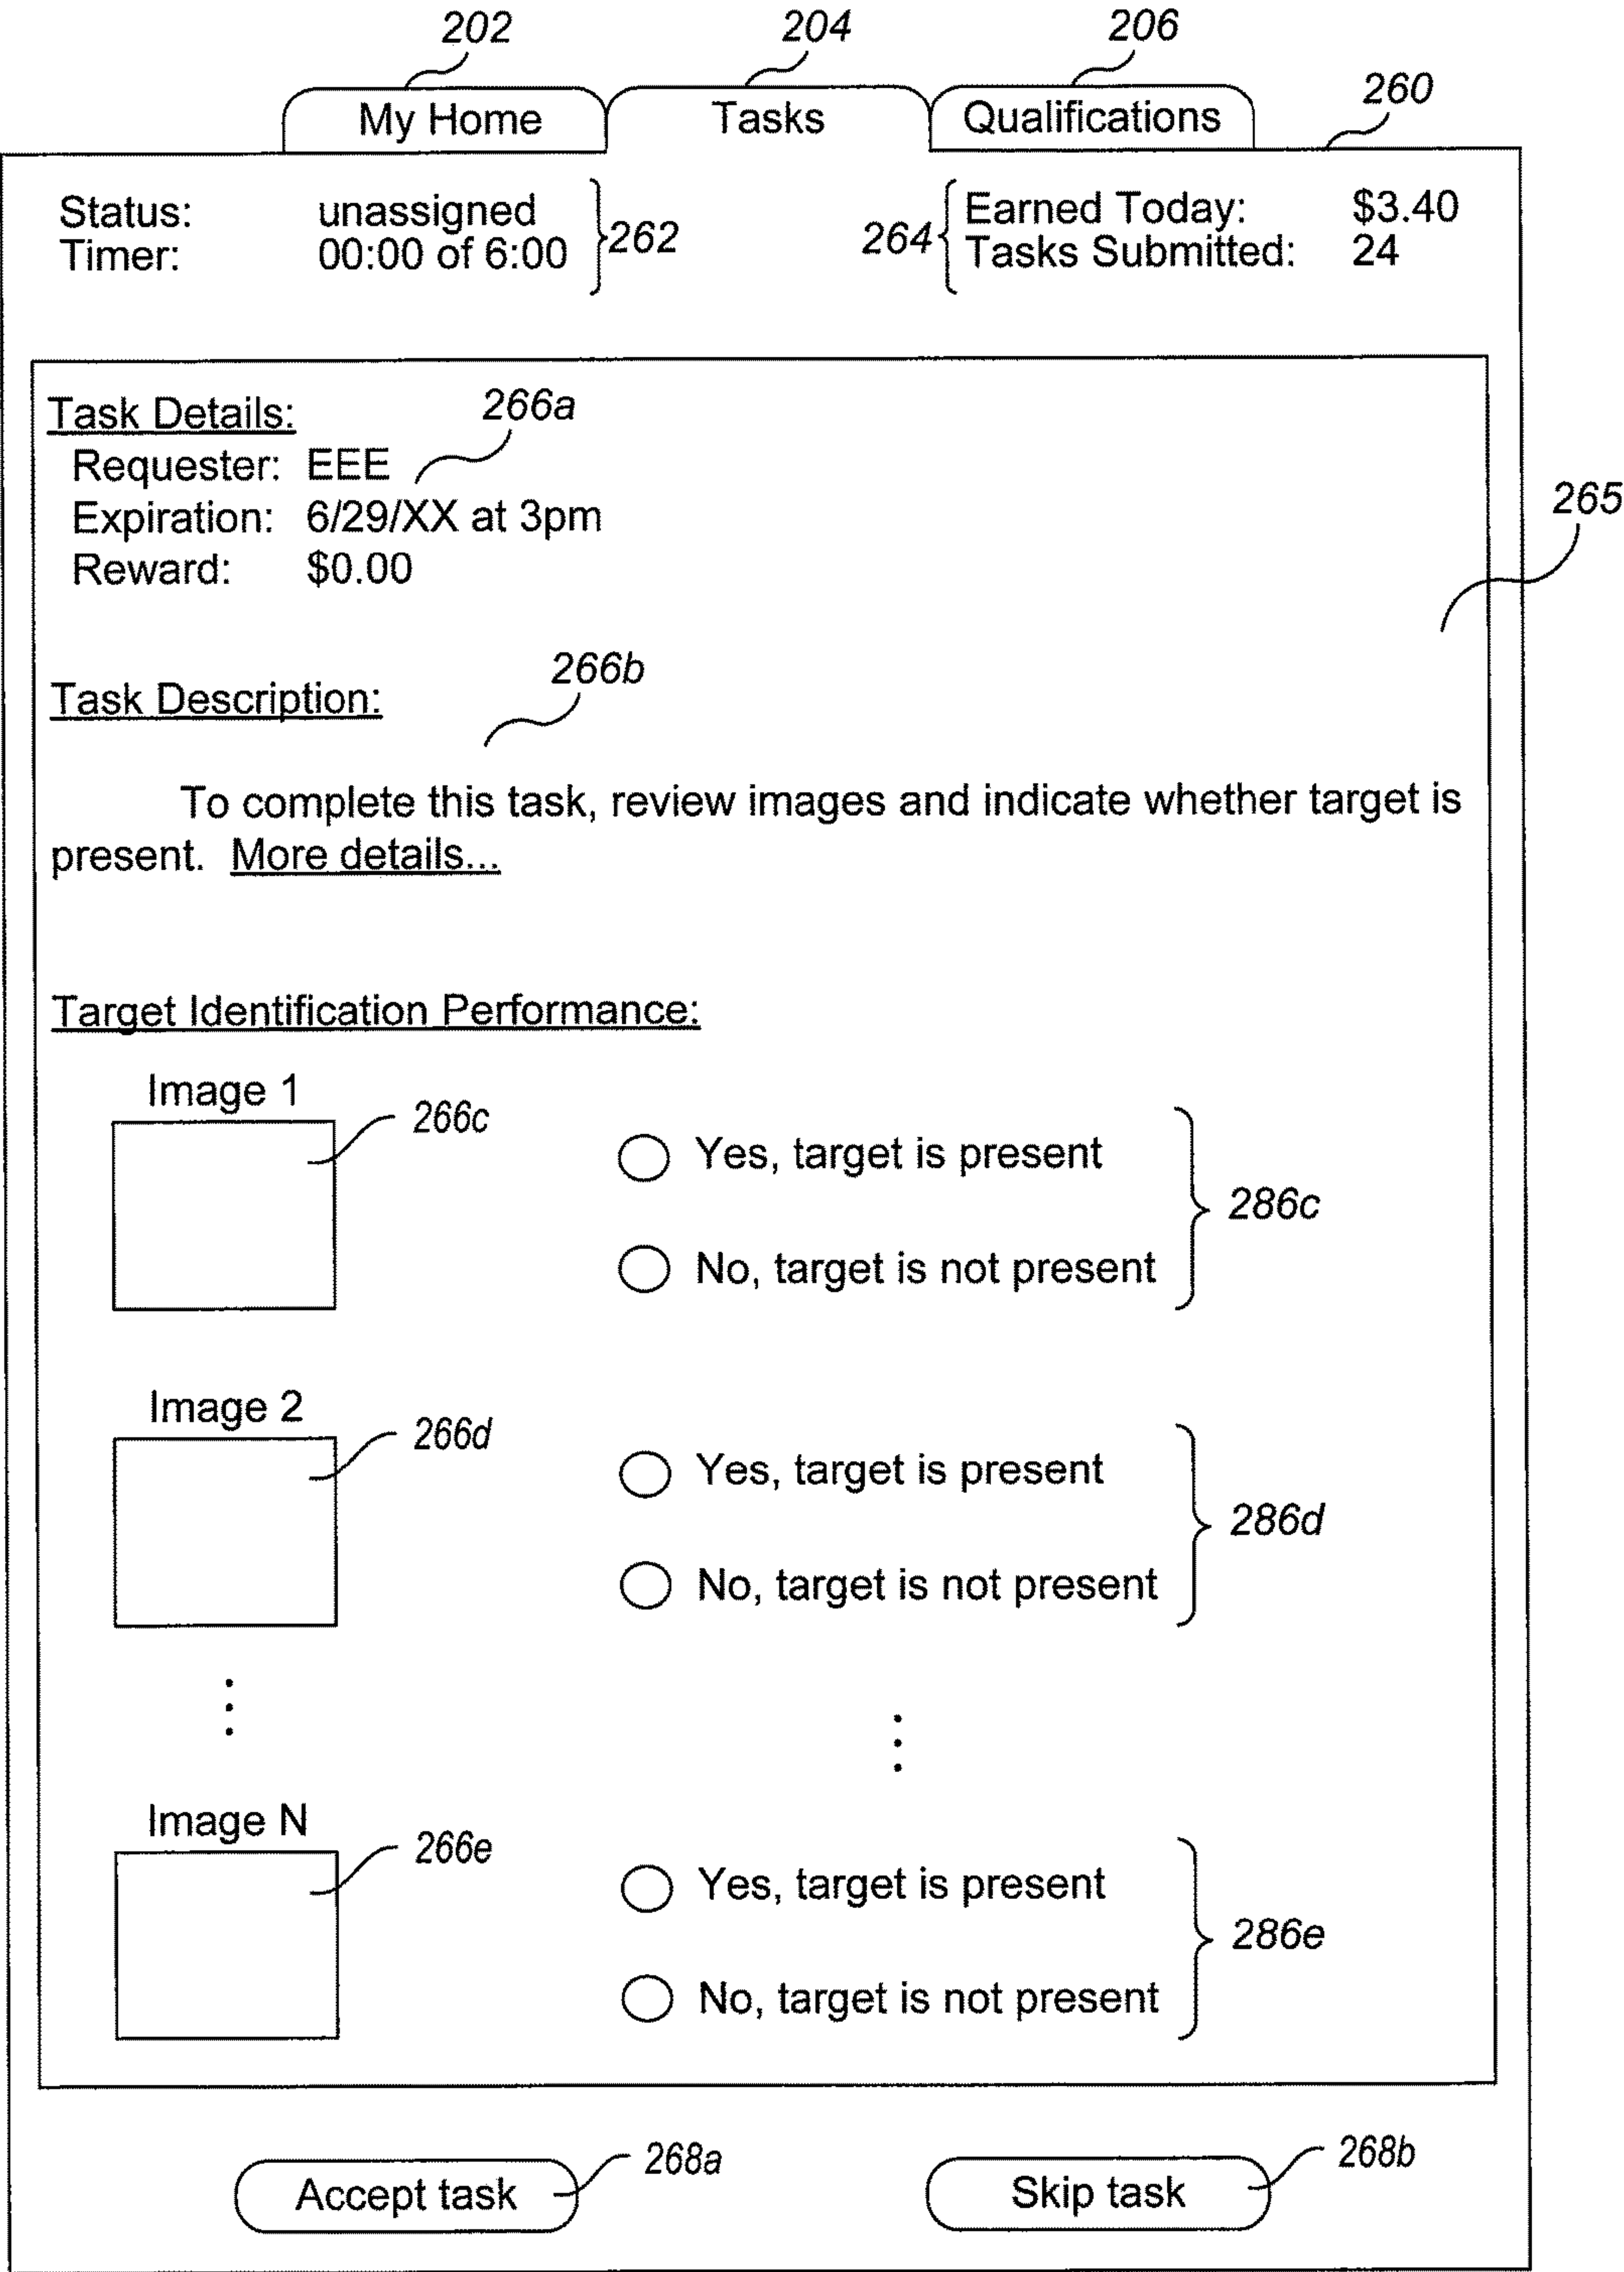 202 204 206
My Home Tasks Qualifications 260
Status: unassigned 262 264 Earned Today: $3.40
Timer: 00:00 of 6:00 Tasks Submitted: 24
Task Details: 266a
Requester: EEE
Expiration: 6/29/XX at 3pm 265
Reward: $0.00
266b
Task Description:
To complete this task, review images and indicate whether target is
present. More details...
Target Identification Performance:
Image 1
266c
Yes, target is present
286c
No, target is not present
Image 2
266d
Yes, target is present
286d
No, target is not present
Image N
266e
Yes, target is present
286e
No, target is not present
268a 268b
Accept task Skip task